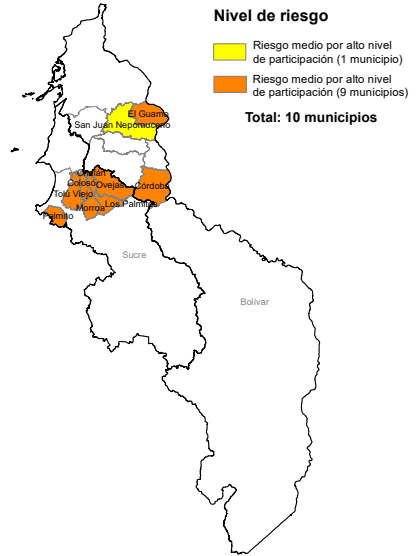 Nivel de riesgo
Riesgo medio por alto nivel
de participación (1 municipio)
Riesgo medio por alto nivel
de participación (9 municipios)
Total: 10 municipios
El Guamo
San Juan Nepomuceno
Chalán
Colosó
Ovejas
Córdoba
Tolú Viejo
Los Palmitos
Morroa
Palmito
Sucre
Bolívar